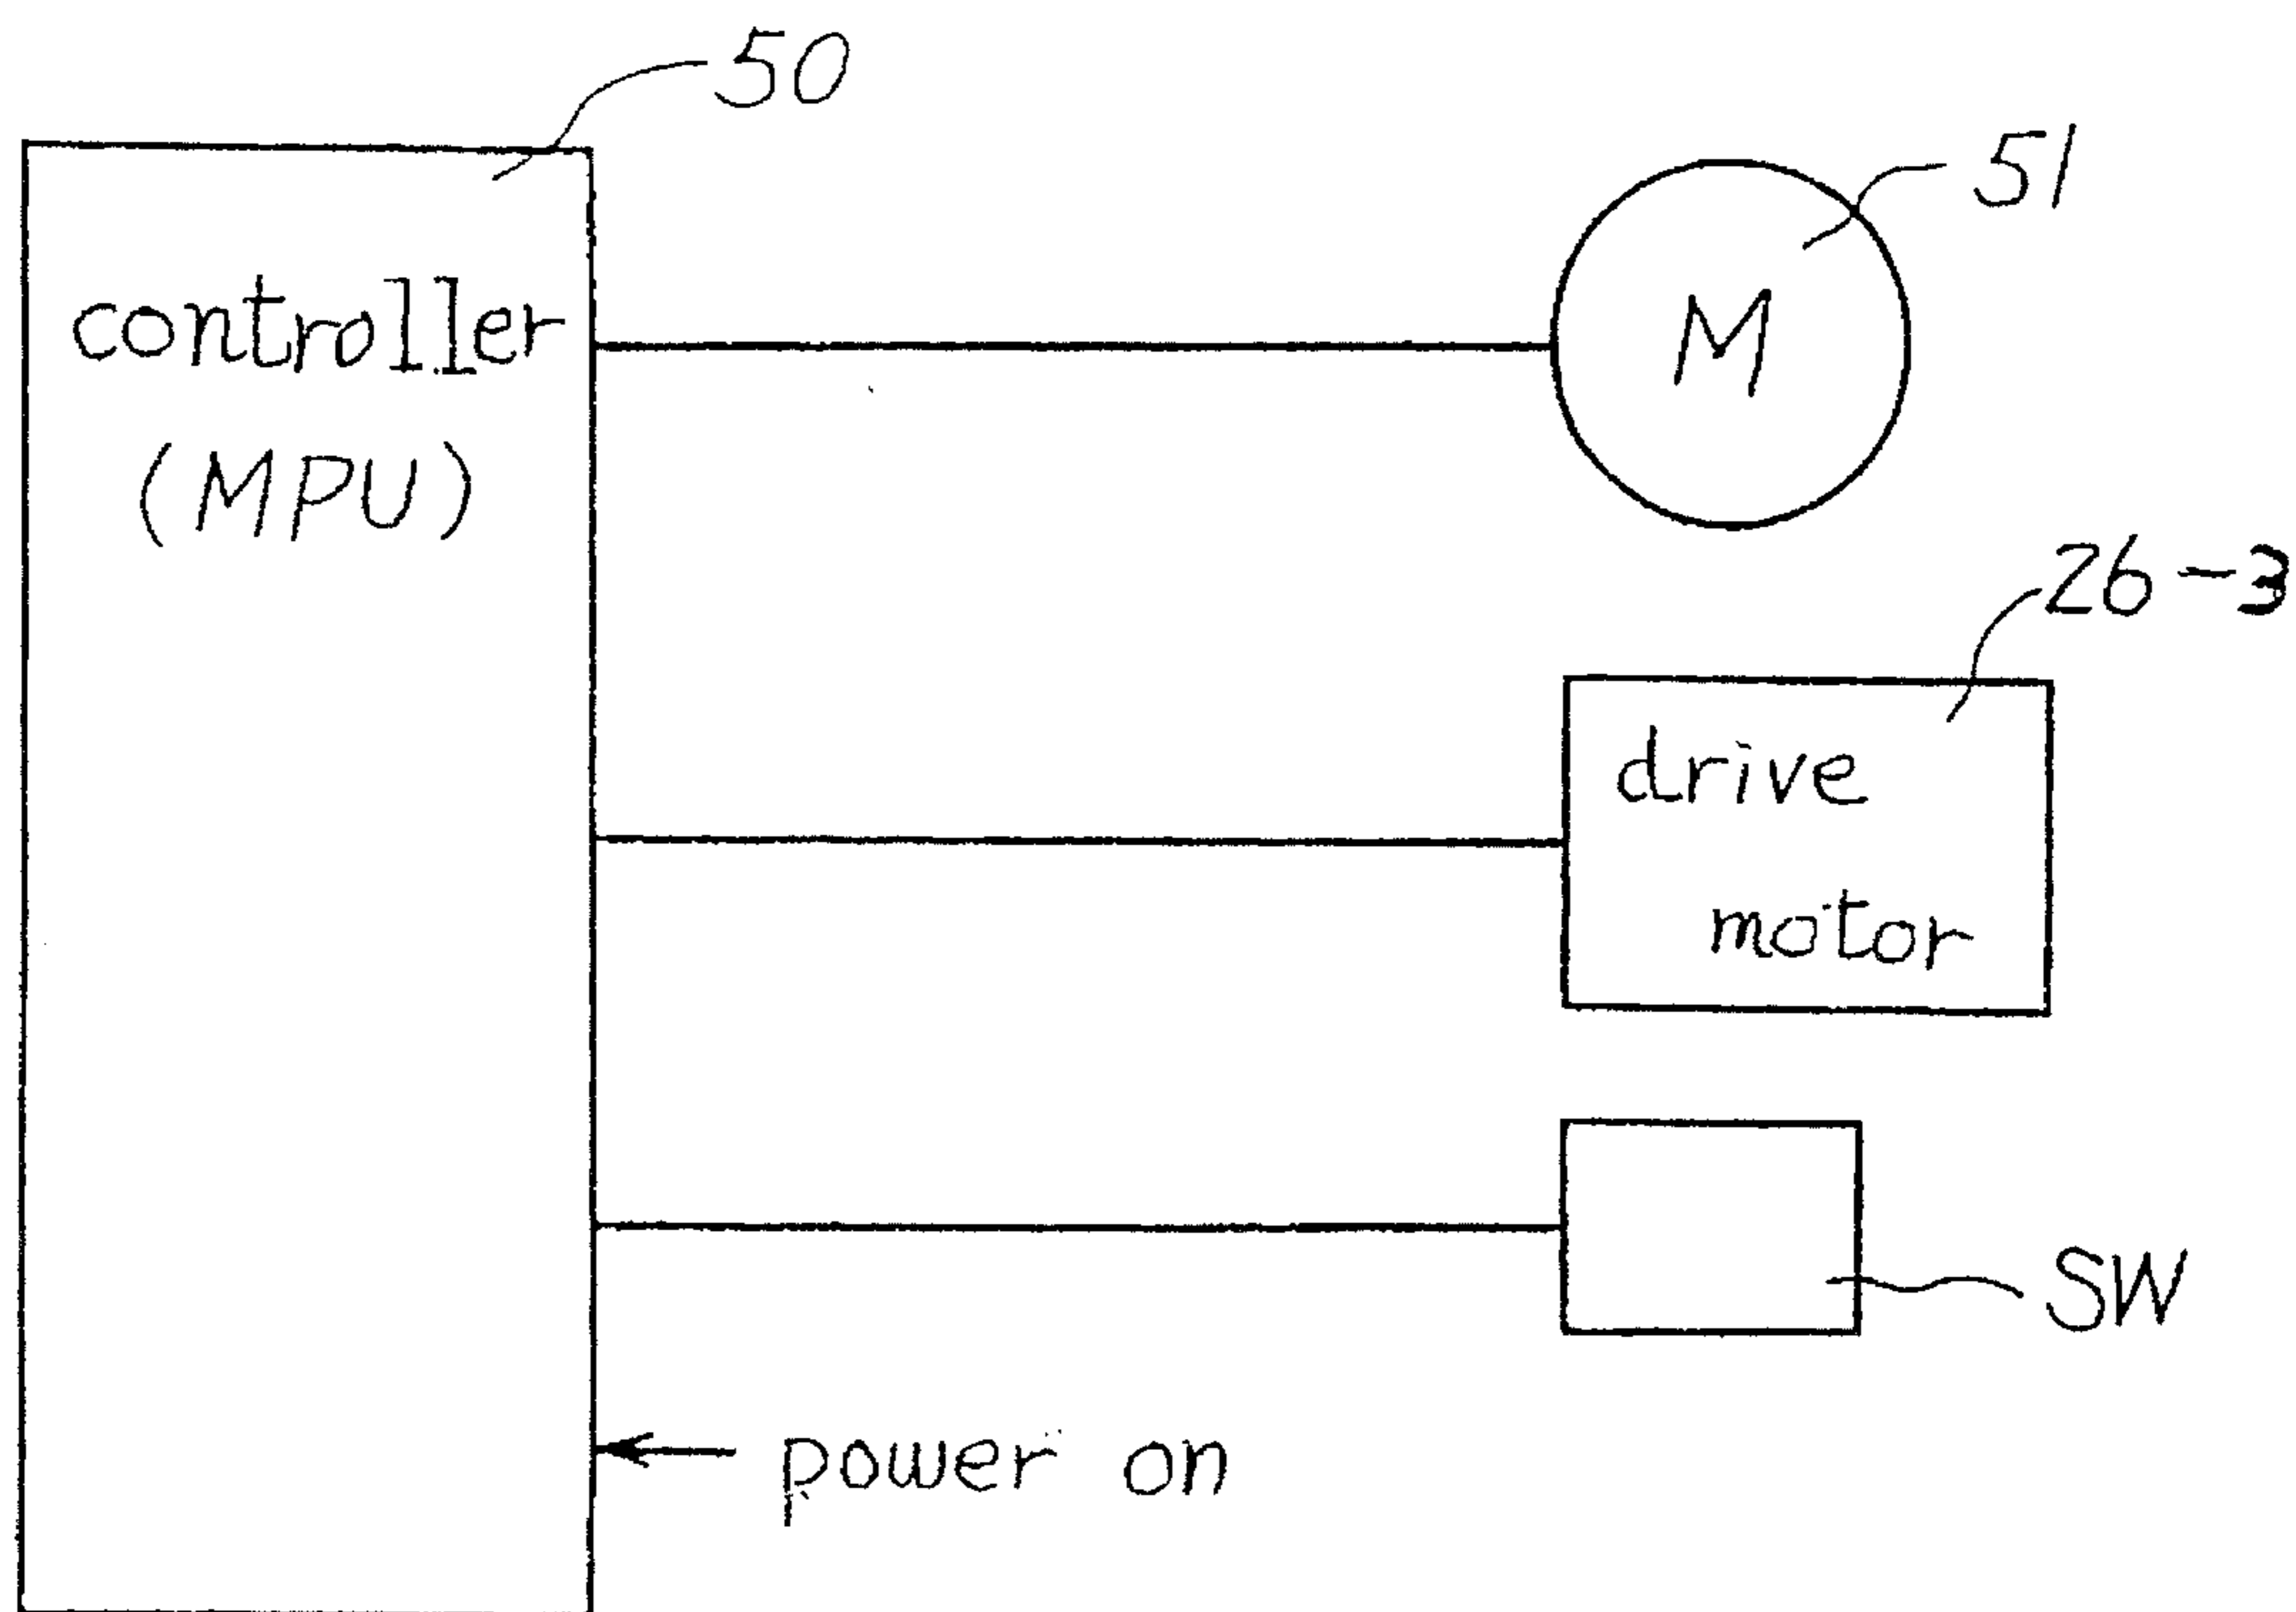 50
controller
(MPU)
51
M
26-3
drive
motor
SW
power on